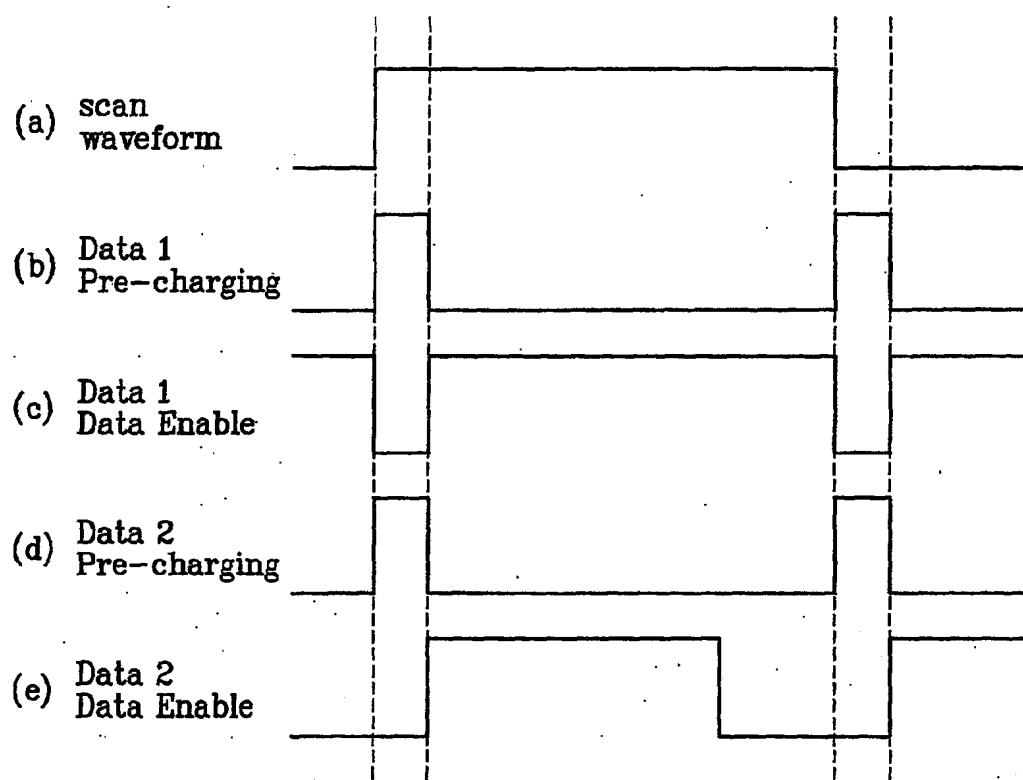 (a) scan
waveform
(b) Data 1
Pre-charging
(c) Data 1
Data Enable
(d) Data 2
Pre-charging
(e) Data 2
Data Enable